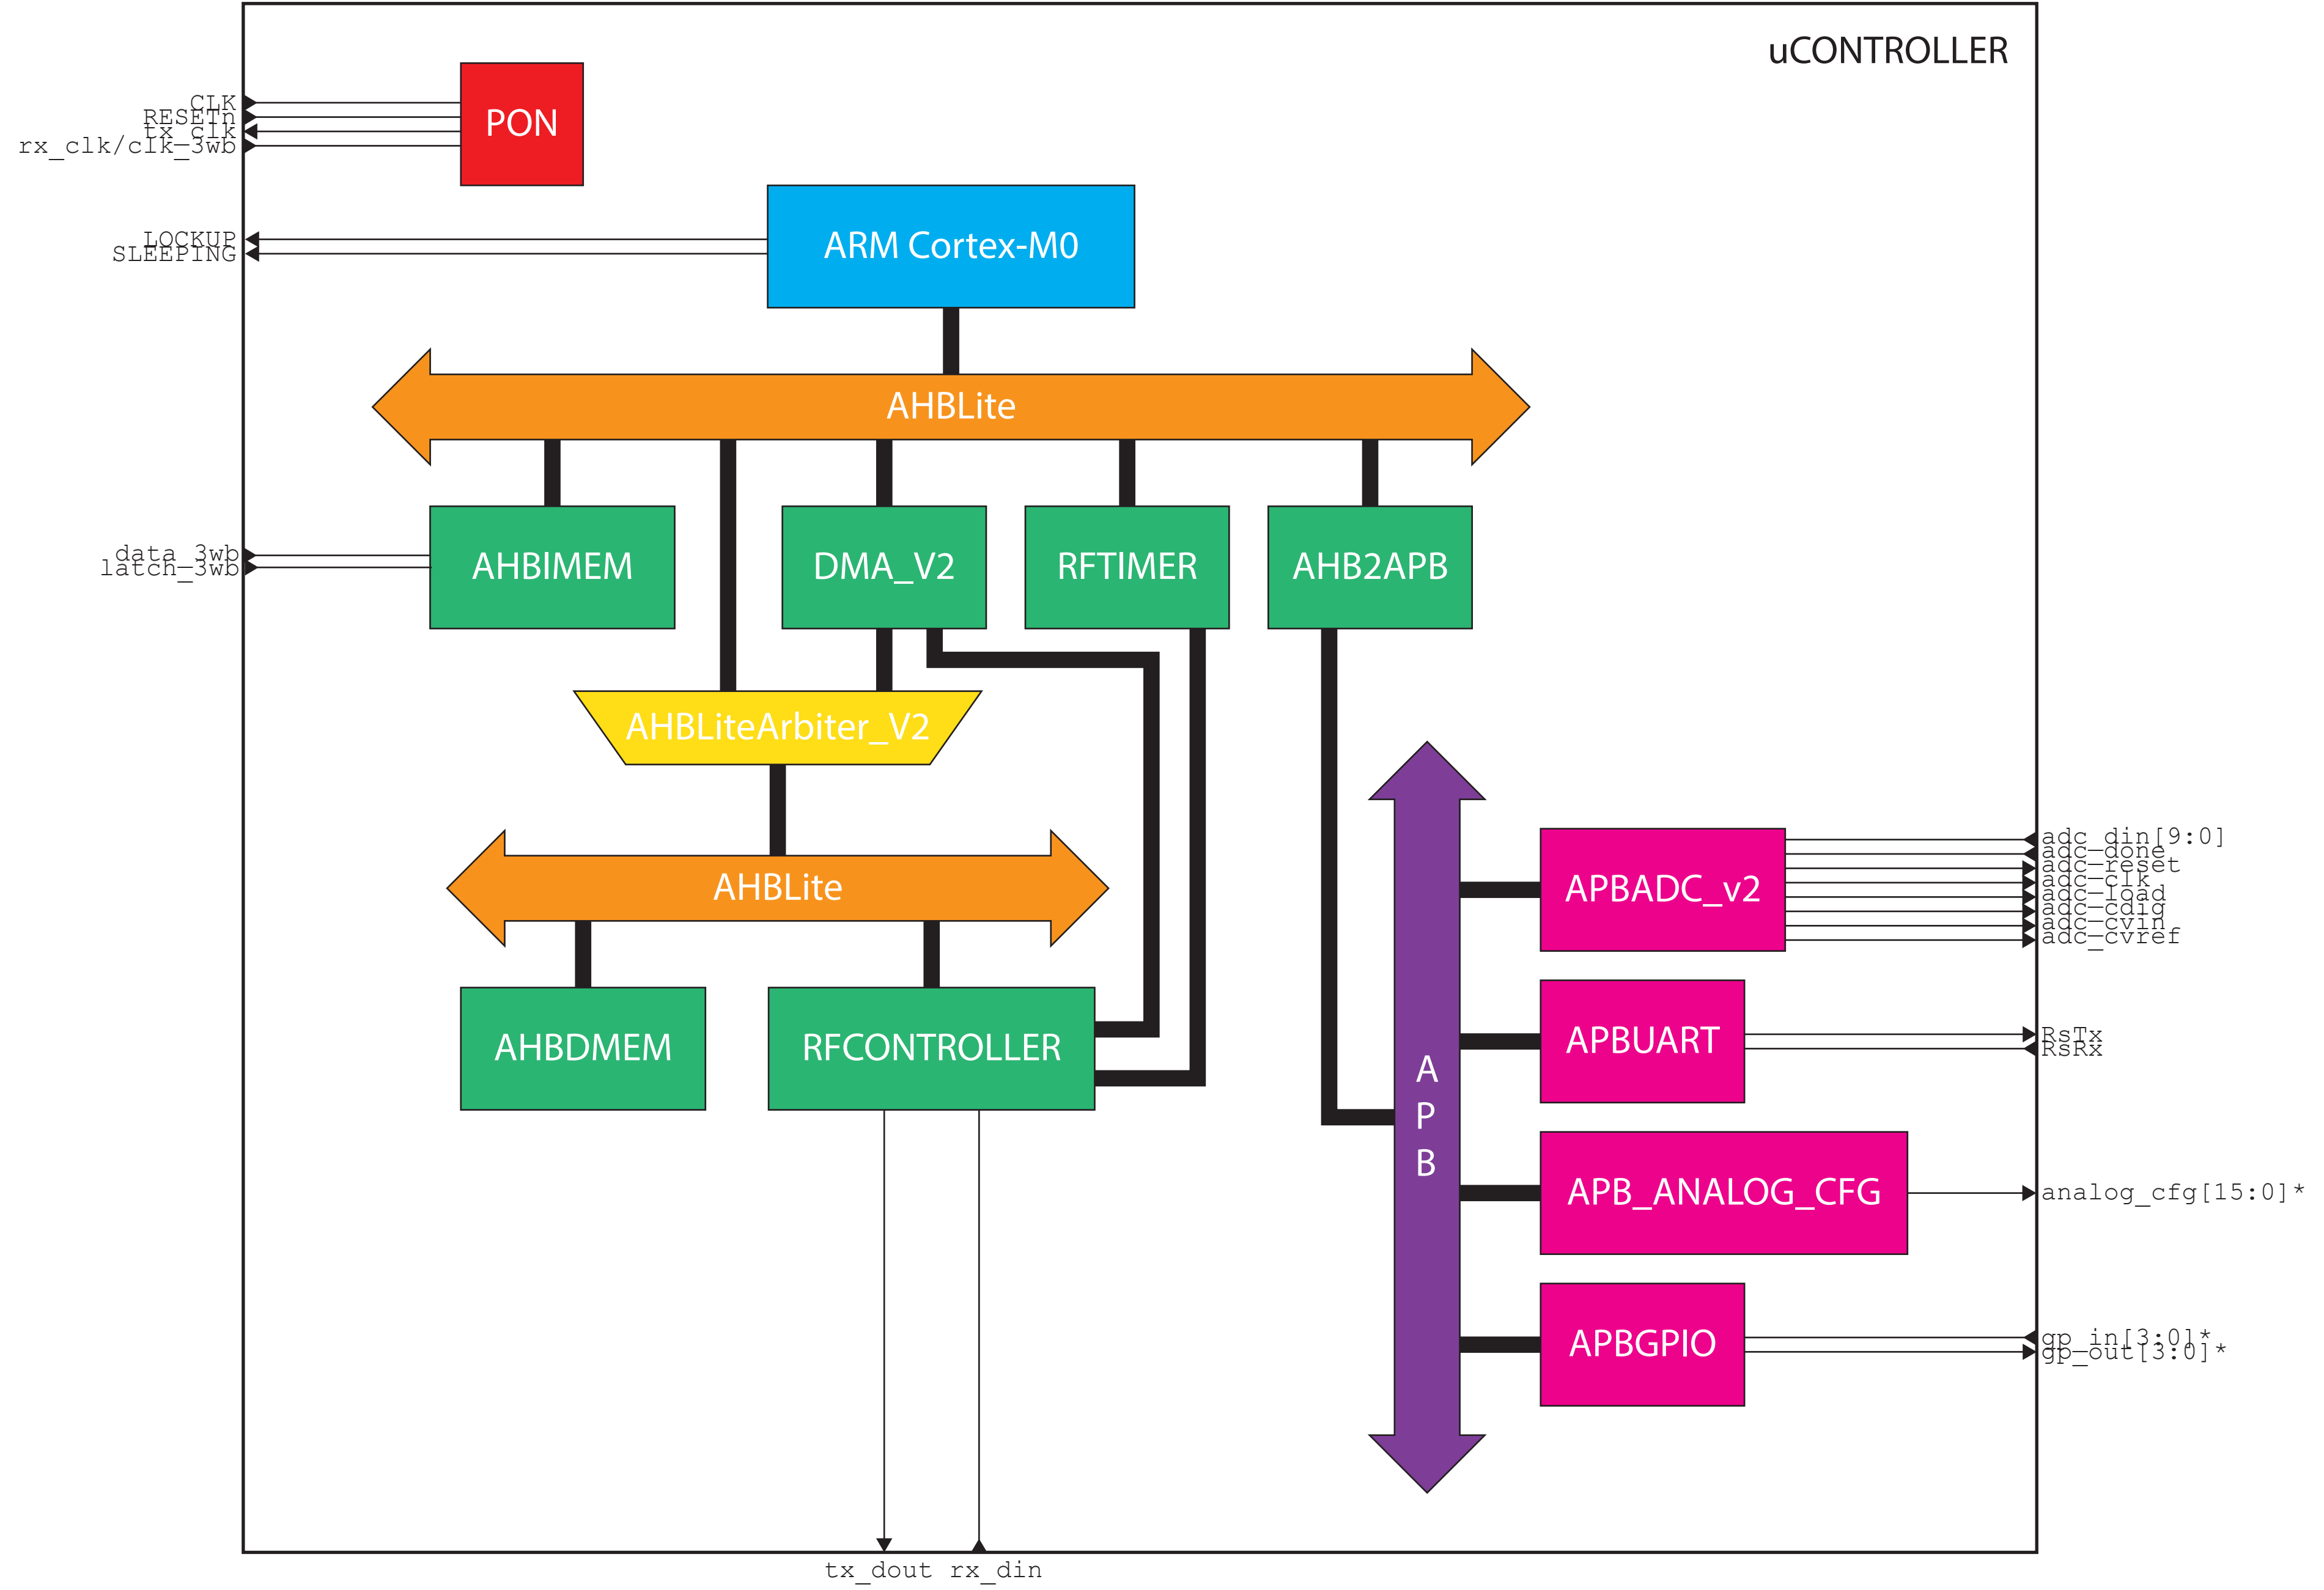 uCONTROLLER
CLK
RESETn
tx_clk
rx_clk/clk_3wb
PON
LOCKUP
SLEEPING
ARM Cortex-M0
AHBLite
data_3wb
latch_3wb
AHBIMEM
DMA_V2
RFTIMER
AHB2APB
AHBLiteArbiter_V2
AHBLite
AHBDMEM
RFCONTROLLER
APB
APBADC_v2
adc_din[9:0]
adc_done
adc_reset
adc_clk
adc_load
adc_cdig
adc_cvin
adc_cvref
APBUART
RsTx
RsRx
APB_ANALOG_CFG
analog_cfg[15:0]*
APBGPIO
gp_in[3:0]*
gp_out[3:0]*
tx_dout rx_din